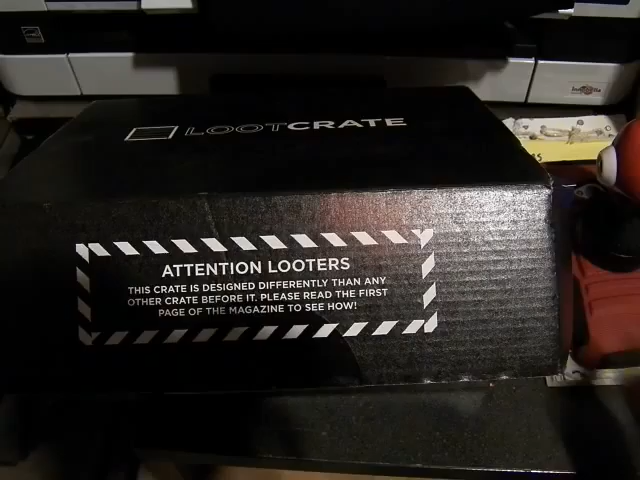 LOOTCRATE
ATTENTION LOOTERS
THIS CRATE IS DESIGNED DIFFERENTLY THAN ANY
OTHER CRATE BEFORE IT. PLEASE READ THE FIRST
PAGE OF THE MAGAZINE TO SEE HOW!